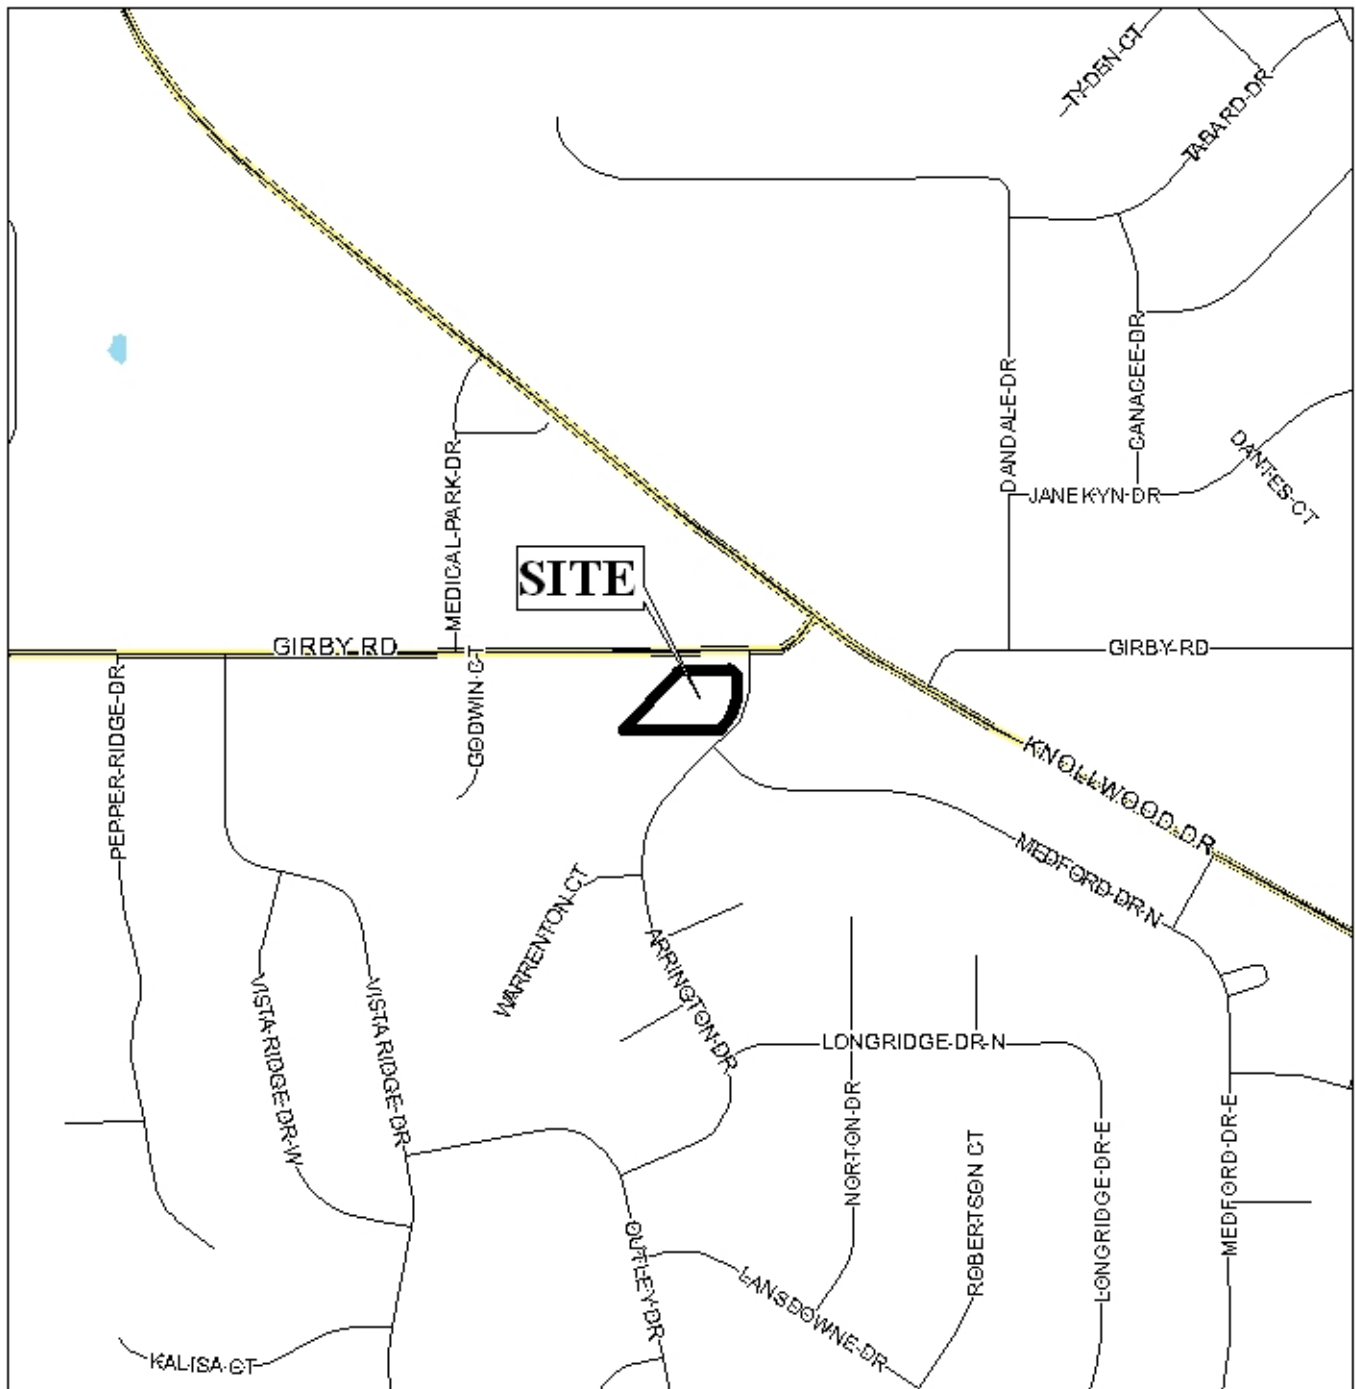 TYDEN CT
TABARD DR
DANDALE DR
CANAGEE DR
DANTES CT
JANEKYN DR
MEDICAL PARK DR
SITE
GIRBY RD
GIRBY RD
GODWIN CT
PEPPER RIDGE DR
KNOLLWOOD DR
MEDFORD DR N
WARRENTON CT
ARRINGTON DR
VISTA RIDGE DR W
VISTA RIDGE DR
LONGRIDGE DR N
NORTON DR
ROBERTSON CT
LONGRIDGE DR E
MEDFORD DR E
OUTLEY DR
LANSDOWNE DR
KALISA CT